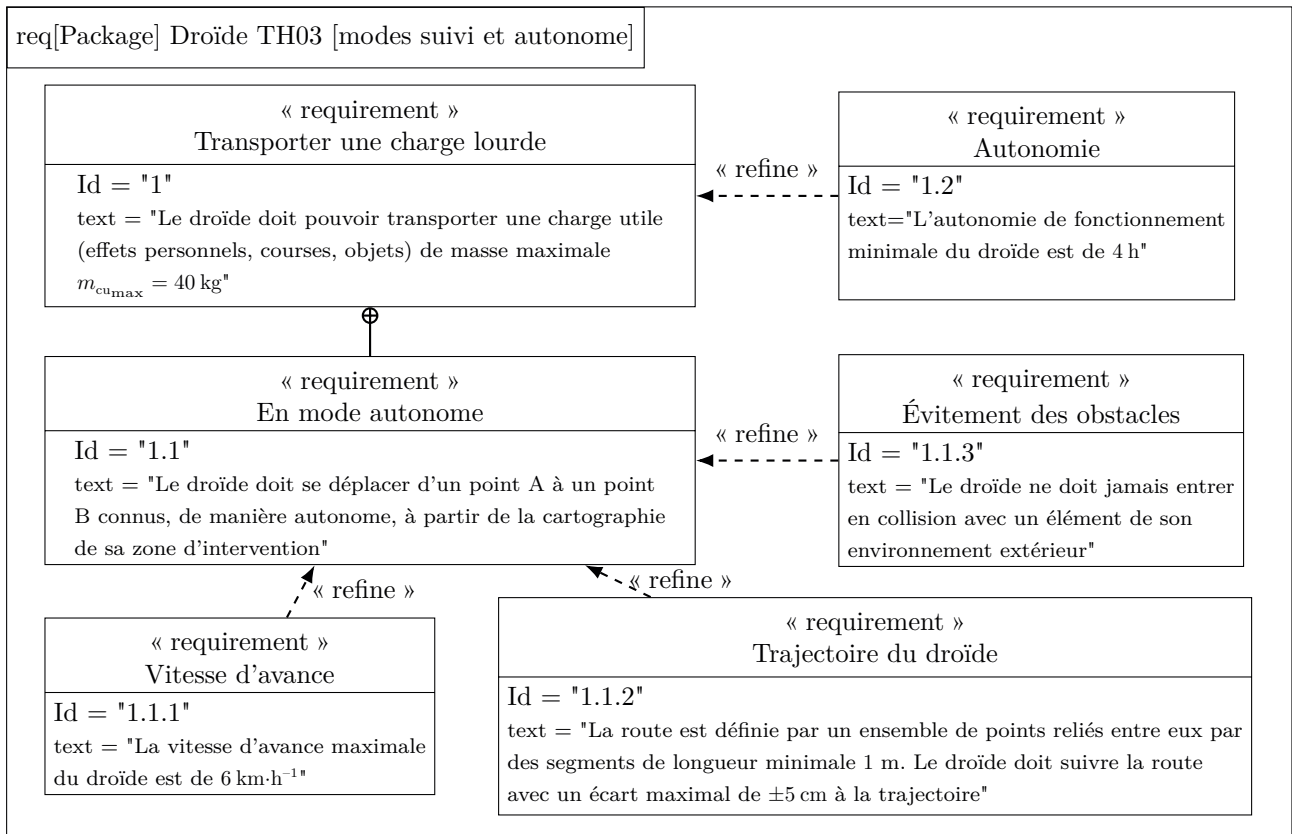 req[Package] Droïde TH03 [modes suivi et autonome]
« requirement »
Transporter une charge lourde
Id = "1"
text = "Le droïde doit pouvoir transporter une charge utile
(effets personnels, courses, objets) de masse maximale
m_cu_max = 40 kg"
« refine »
« requirement »
Autonomie
Id = "1.2"
text="L'autonomie de fonctionnement
minimale du droïde est de 4 h"
« requirement »
En mode autonome
Id = "1.1"
text = "Le droïde doit se déplacer d'un point A à un point
B connus, de manière autonome, à partir de la cartographie
de sa zone d'intervention"
« refine »
« requirement »
Évitement des obstacles
Id = "1.1.3"
text = "Le droïde ne doit jamais entrer
en collision avec un élément de son
environnement extérieur"
« refine »
« refine »
« requirement »
Vitesse d'avance
Id = "1.1.1"
text = "La vitesse d'avance maximale
du droïde est de 6 km·h⁻¹"
« requirement »
Trajectoire du droïde
Id = "1.1.2"
text = "La route est définie par un ensemble de points reliés entre eux par
des segments de longueur minimale 1 m. Le droïde doit suivre la route
avec un écart maximal de ±5 cm à la trajectoire"